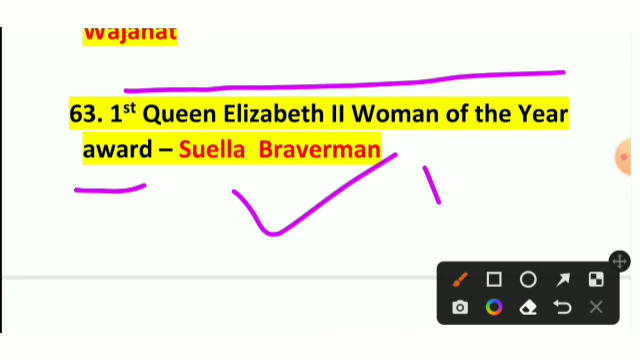 Wajahat
63. 1st Queen Elizabeth II Woman of the Year
award – Suella Braverman